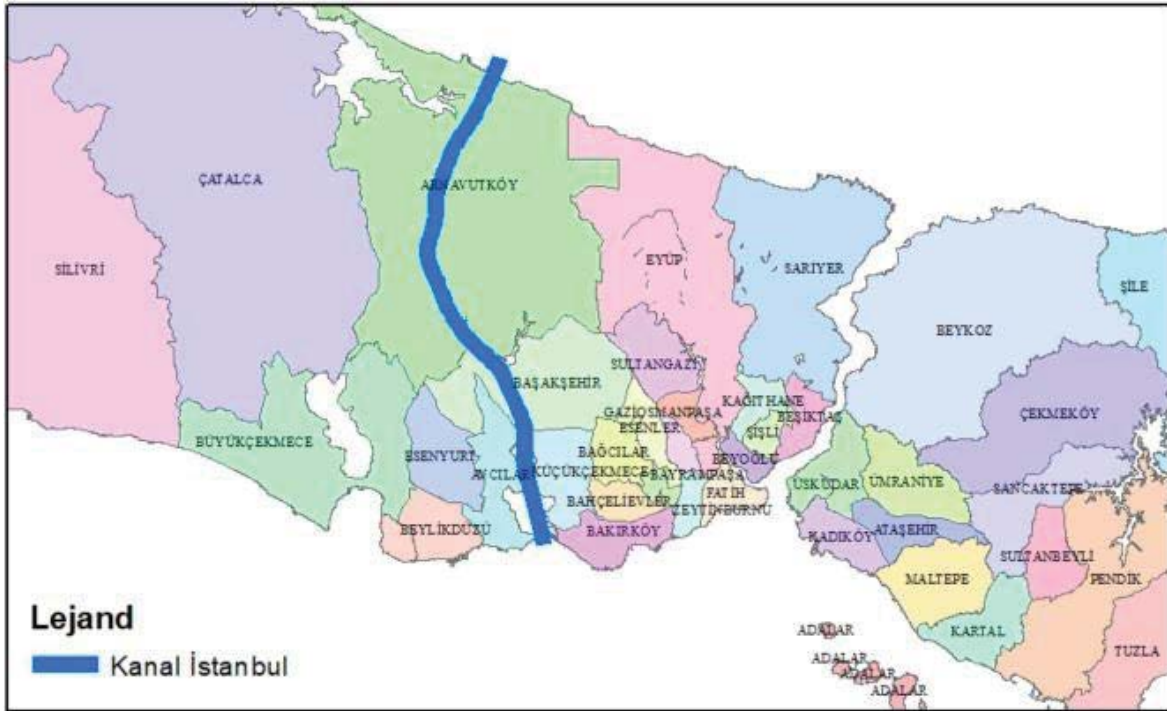 ÇATALCA
ARNAVUTKÖY
SİLİVRİ
EYÜP
SARIYER
ŞİLE
BEYKOZ
SULTANGAZİ
BAŞAKŞEHİR
KAĞITHANE
GAZİOSMANPAŞA
BEŞİKTAŞ
ÇEKMEKÖY
ESENLER
ŞİŞLİ
BÜYÜKÇEKMECE
BAĞCILAR
BEYOĞLU
ESENYURT
AVCILAR
KÜÇÜKÇEKMECE
BAYRAMPAŞA
ÜSKÜDAR
ÜMRANİYE
SANCAKTEPE
BAHÇELİEVLER
FATİH
ZEYTİNBURNU
BEYLİKDÜZÜ
BAKIRKÖY
KADIKÖY
ATAŞEHİR
SULTANBEYLİ
MALTEPE
PENDİK
KARTAL
TUZLA
ADALAR
ADALAR
ADALAR
ADALAR
Lejand
Kanal İstanbul